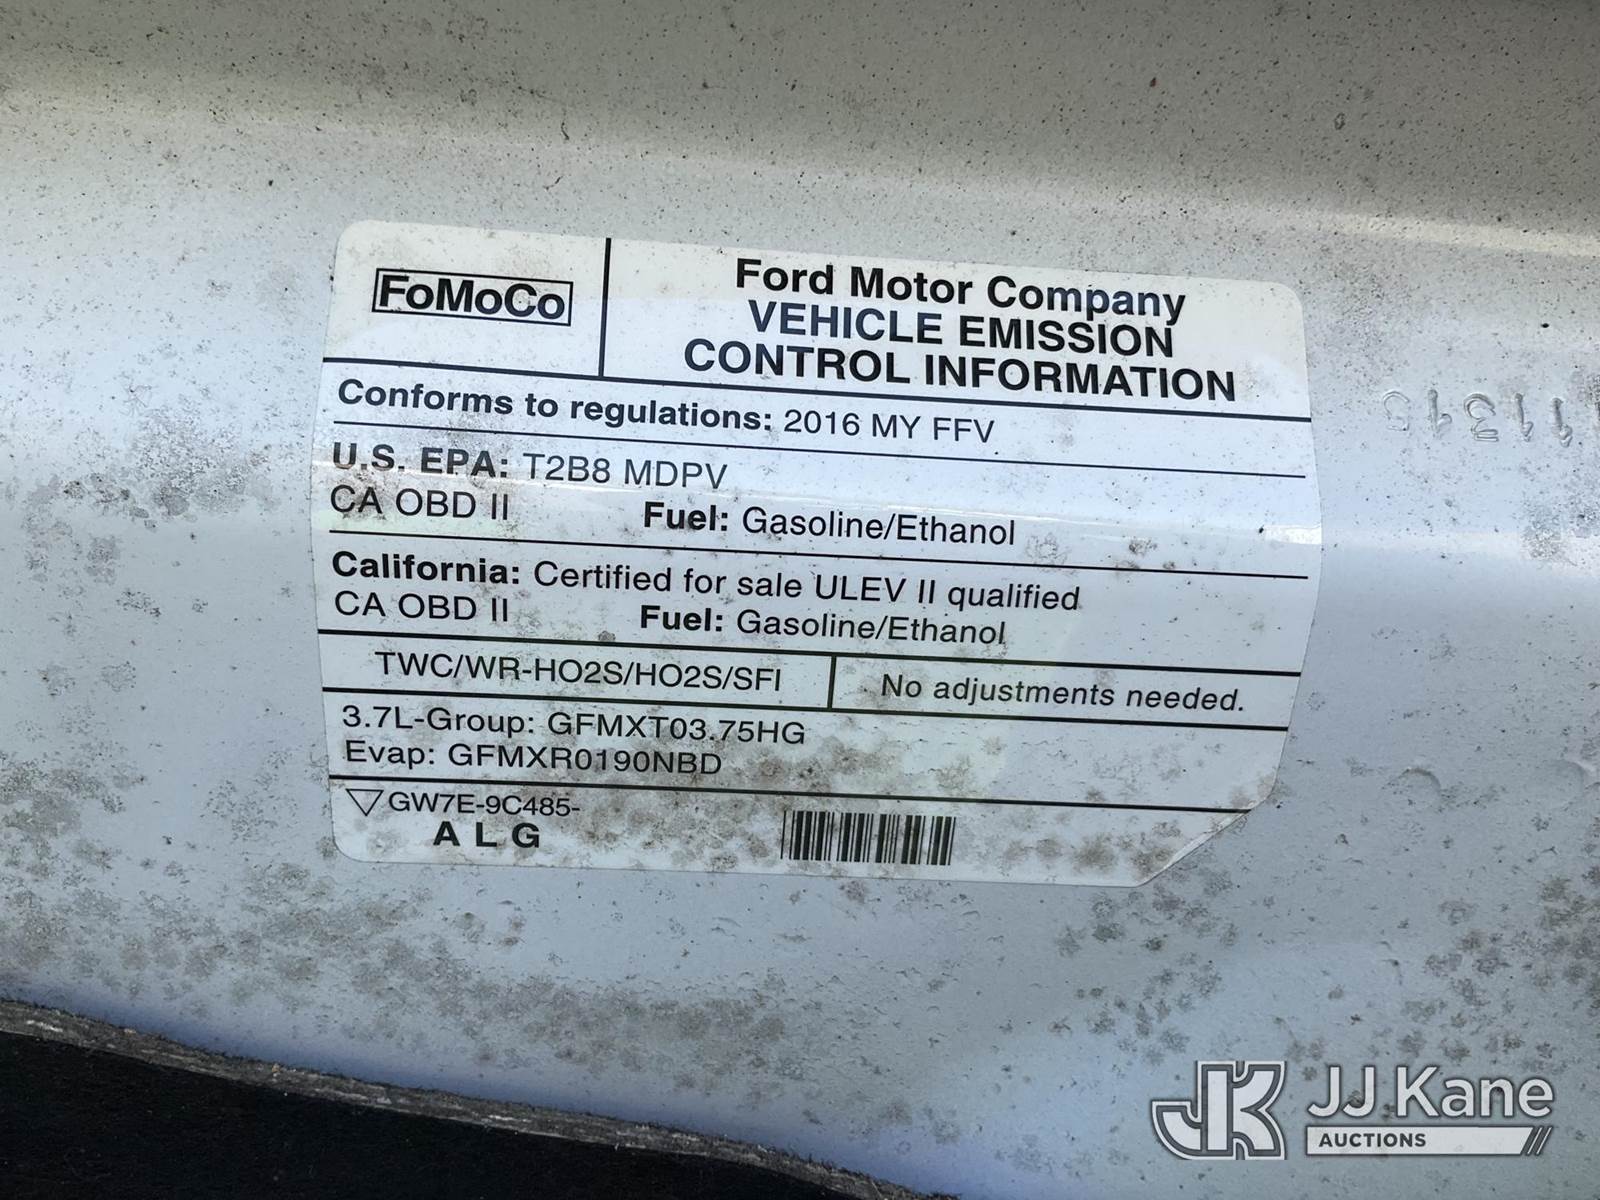 FoMoCo
Ford Motor Company
VEHICLE EMISSION
CONTROL INFORMATION
Conforms to regulations: 2016 MY FFV
U.S. EPA: T2B8 MDPV
CA OBD II Fuel: Gasoline/Ethanol
California: Certified for sale ULEV II qualified
CA OBD II Fuel: Gasoline/Ethanol
TWC/WR-HO2S/HO2S/SFI No adjustments needed.
3.7L-Group: GFMXT03.75HG
Evap: GFMXR0190NBD
GW7E-9C485-
A L G
JK JJ Kane
AUCTIONS